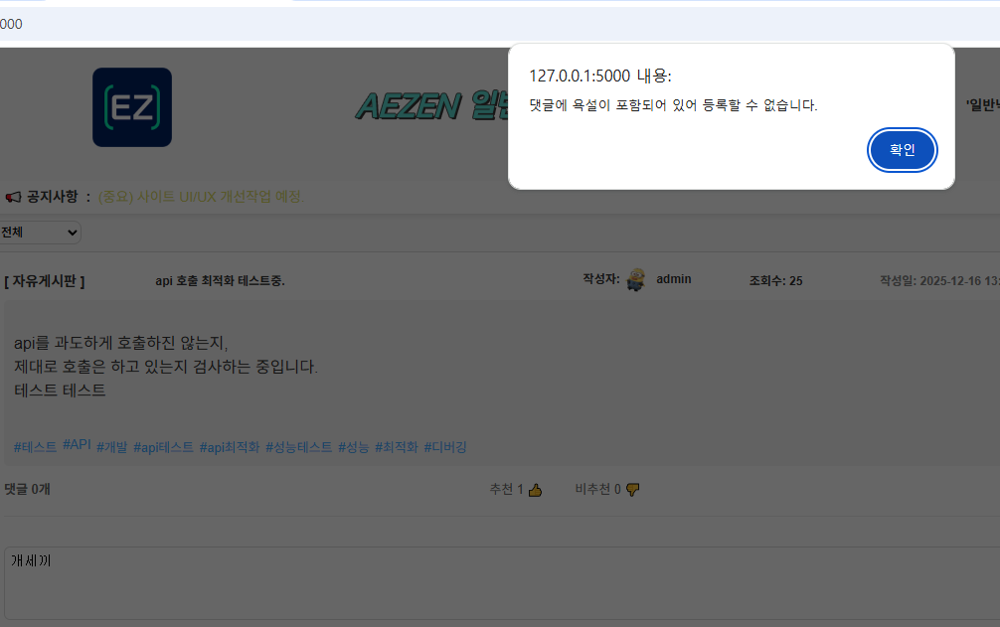 000
127.0.0.1:5000 내용:
댓글에 욕설이 포함되어 있어 등록할 수 없습니다.
확인
EZ
AEZEN 일반
'일반
공지사항 : (중요) 사이트 UI/UX 개선작업 예정.
전체
[ 자유게시판 ] api 호출 최적화 테스트중. 작성자: admin 조회수: 25 작성일: 2025-12-16 13:
api를 과도하게 호출하진 않는지,
제대로 호출은 하고 있는지 검사하는 중입니다.
테스트 테스트
#테스트 #API #개발 #api테스트 #api최적화 #성능테스트 #성능 #최적화 #디버깅
댓글 0개 추천 1 비추천 0
개세끼